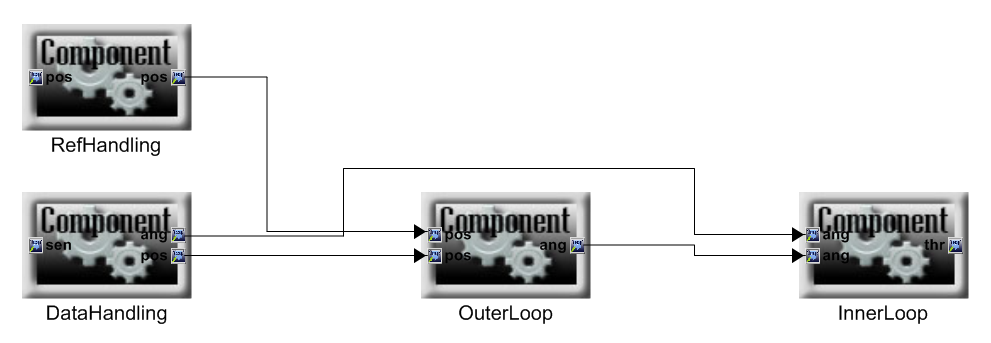 Component
pos pos
RefHandling
Component
sen ang
pos
DataHandling
Component
pos
pos
ang
OuterLoop
Component
ang
ang
thr
InnerLoop